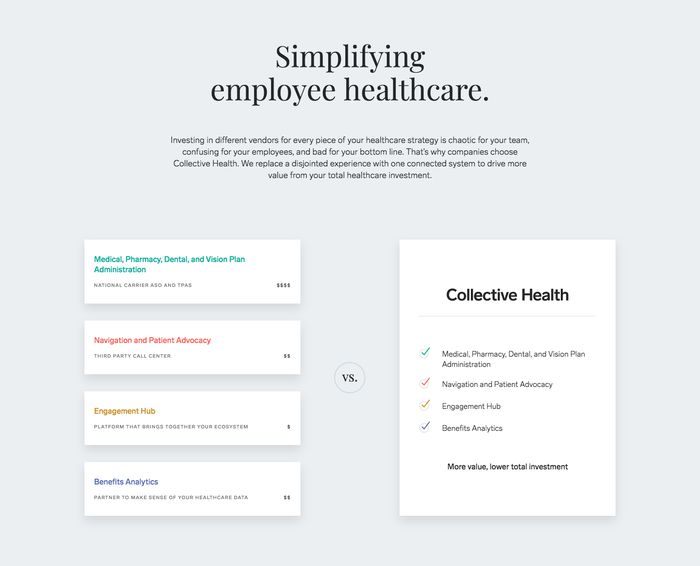 Simplifying
employee healthcare.
Investing in different vendors for every piece of your healthcare strategy is chaotic for your team,
confusing for your employees, and bad for your bottom line. That's why companies choose
Collective Health. We replace a disjointed experience with one connected system to drive more
value from your total healthcare investment.
Medical, Pharmacy, Dental, and Vision Plan
Administration
NATIONAL CARRIER ASO AND TPAS $$$$
Navigation and Patient Advocacy
THIRD PARTY CALL CENTER $$
Engagement Hub
PLATFORM THAT BRINGS TOGETHER YOUR ECOSYSTEM $
Benefits Analytics
PARTNER TO MAKE SENSE OF YOUR HEALTHCARE DATA $$
vs.
Collective Health
Medical, Pharmacy, Dental, and Vision Plan
Administration
Navigation and Patient Advocacy
Engagement Hub
Benefits Analytics
More value, lower total investment